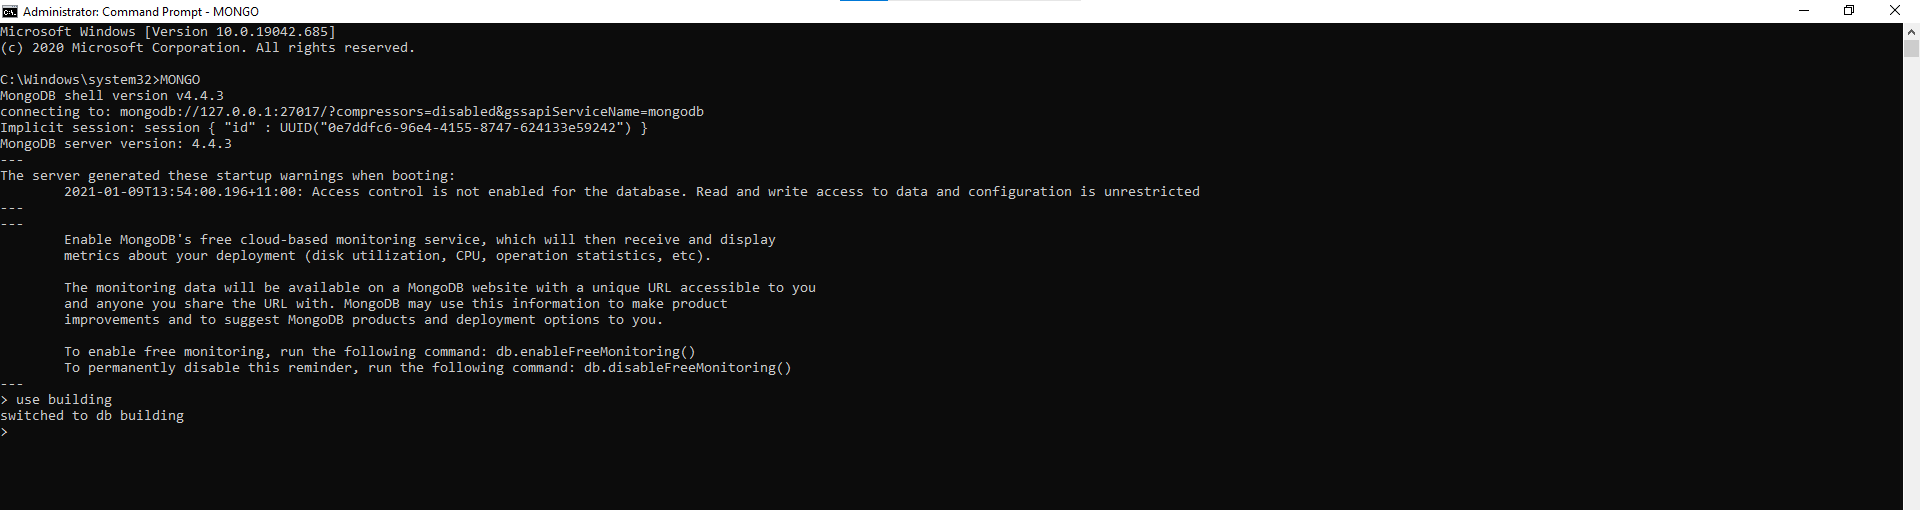 Administrator: Command Prompt - MONGO
Microsoft Windows [Version 10.0.19042.685]
(c) 2020 Microsoft Corporation. All rights reserved.
C:\Windows\system32>MONGO
MongoDB shell version v4.4.3
connecting to: mongodb://127.0.0.1:27017/?compressors=disabled&gssapiServiceName=mongodb
Implicit session: session { "id" : UUID("0e7ddfc6-96e4-4155-8747-624133e59242") }
MongoDB server version: 4.4.3
---
The server generated these startup warnings when booting:
        2021-01-09T13:54:00.196+11:00: Access control is not enabled for the database. Read and write access to data and configuration is unrestricted
---
---
        Enable MongoDB's free cloud-based monitoring service, which will then receive and display
        metrics about your deployment (disk utilization, CPU, operation statistics, etc).
        The monitoring data will be available on a MongoDB website with a unique URL accessible to you
        and anyone you share the URL with. MongoDB may use this information to make product
        improvements and to suggest MongoDB products and deployment options to you.
        To enable free monitoring, run the following command: db.enableFreeMonitoring()
        To permanently disable this reminder, run the following command: db.disableFreeMonitoring()
---
> use building
switched to db building
>